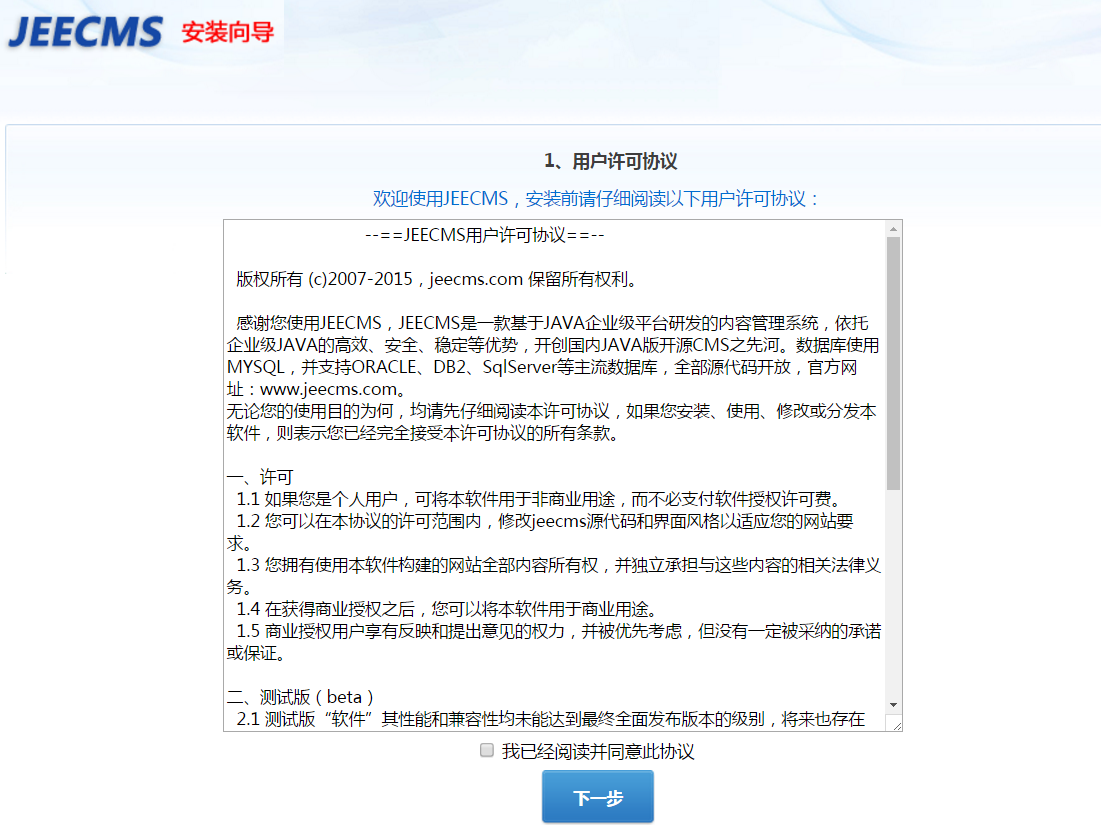 JEECMS 安装向导
1、用户许可协议
欢迎使用JEECMS，安装前请仔细阅读以下用户许可协议：
--==JEECMS用户许可协议==--
版权所有 (c)2007-2015，jeecms.com 保留所有权利。
感谢您使用JEECMS，JEECMS是一款基于JAVA企业级平台研发的内容管理系统，依托
企业级JAVA的高效、安全、稳定等优势，开创国内JAVA版开源CMS之先河。数据库使用
MYSQL，并支持ORACLE、DB2、SqlServer等主流数据库，全部源代码开放，官方网
址：www.jeecms.com。
无论您的使用目的为何，均请先仔细阅读本许可协议，如果您安装、使用、修改或分发本
软件，则表示您已经完全接受本许可协议的所有条款。
一、许可
1.1 如果您是个人用户，可将本软件用于非商业用途，而不必支付软件授权许可费。
1.2 您可以在本协议的许可范围内，修改jeecms源代码和界面风格以适应您的网站要
求。
1.3 您拥有使用本软件构建的网站全部内容所有权，并独立承担与这些内容的相关法律义
务。
1.4 在获得商业授权之后，您可以将本软件用于商业用途。
1.5 商业授权用户享有反映和提出意见的权力，并被优先考虑，但没有一定被采纳的承诺
或保证。
二、测试版（beta）
2.1 测试版“软件”其性能和兼容性均未能达到最终全面发布版本的级别，将来也存在
我已经阅读并同意此协议
下一步